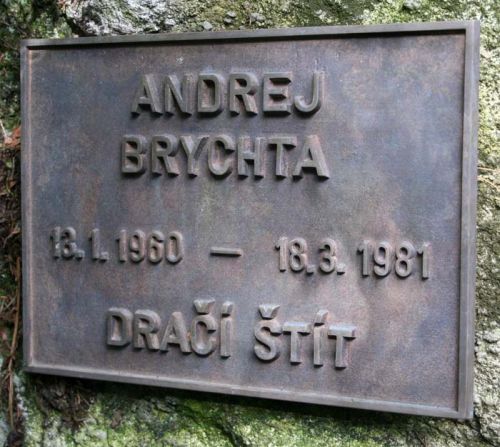 ANDREJ
BRYCHTA
13. 1. 1960 — 18. 3. 1981
DRAČÍ ŠTÍT